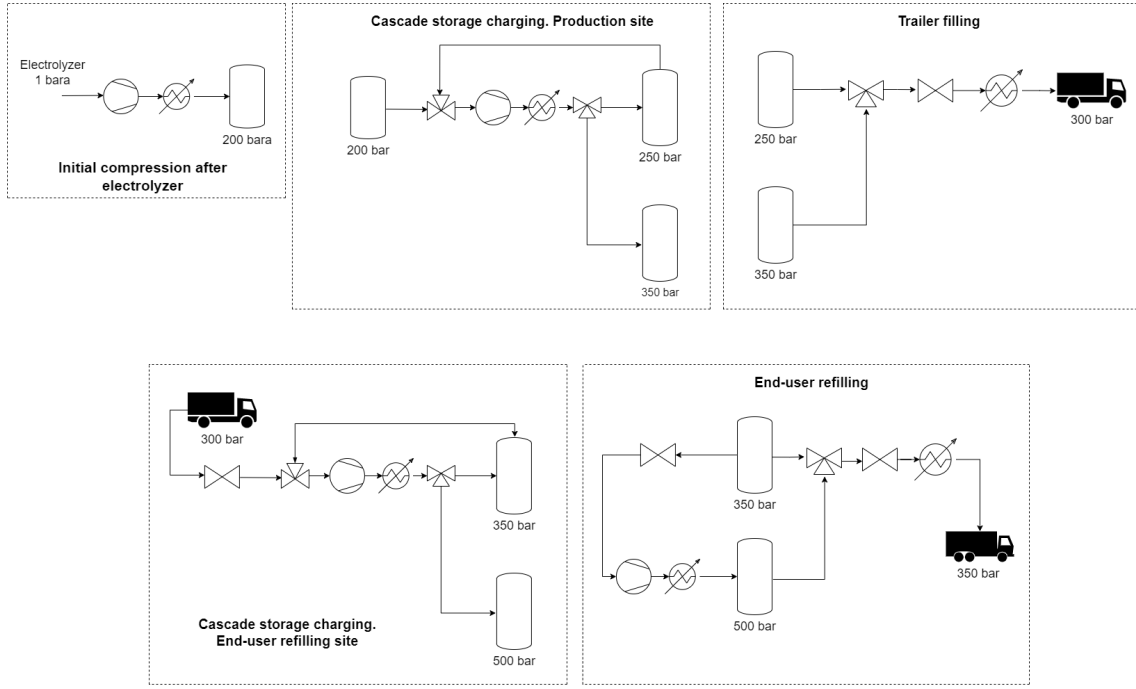 Electrolyzer
1 bara
200 bara
Initial compression after
electrolyzer
Cascade storage charging. Production site
200 bar
250 bar
350 bar
Trailer filling
250 bar
350 bar
300 bar
300 bar
350 bar
500 bar
Cascade storage charging.
End-user refilling site
End-user refilling
350 bar
500 bar
350 bar